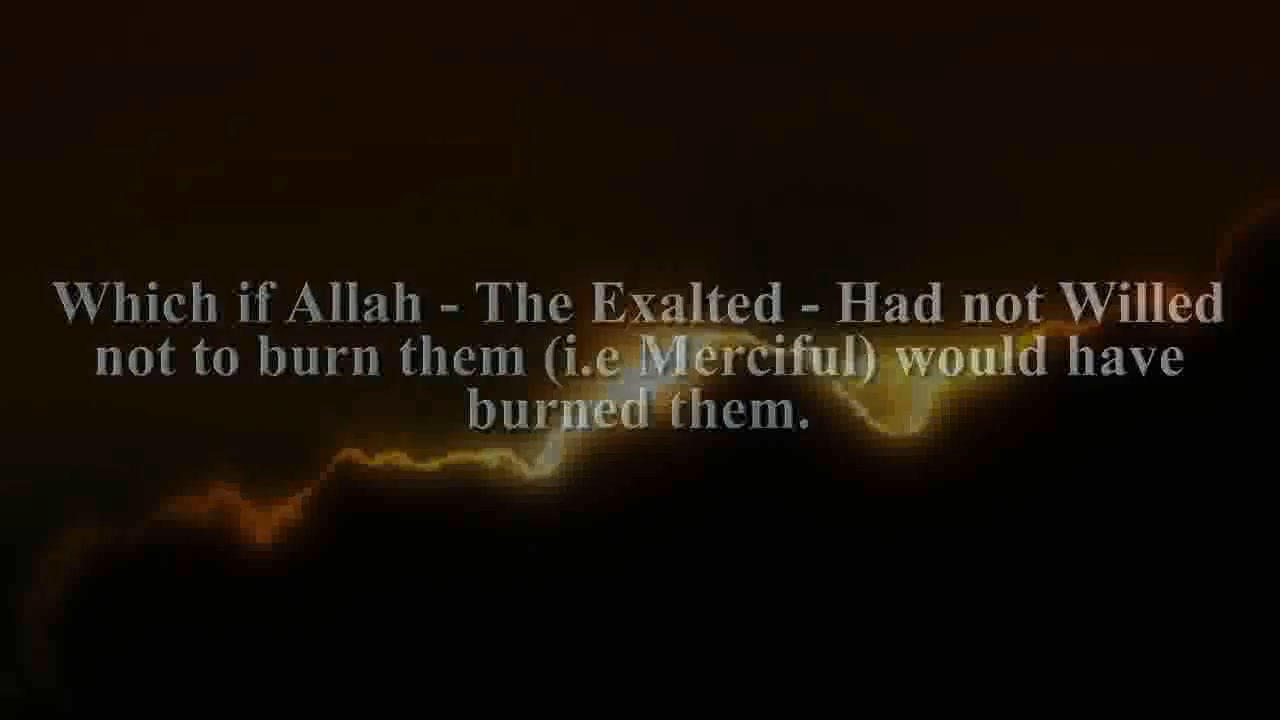 Which if Allah - The Exalted - Had not Willed
not to burn them (i.e Merciful) would have
burned them.